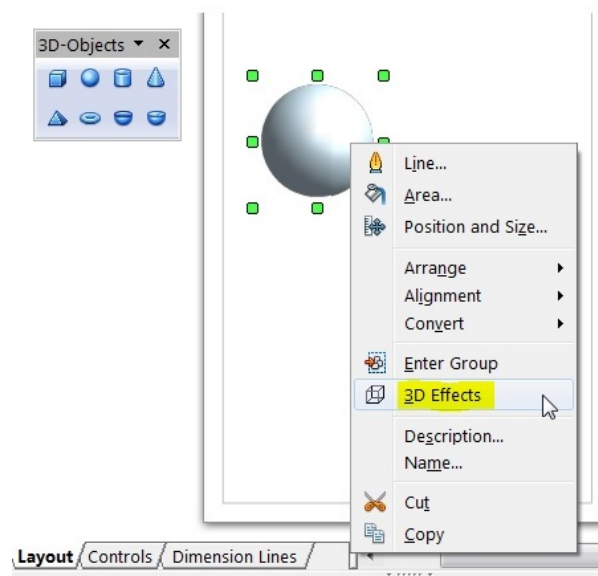 3D-Objects
Line...
Area...
Position and Size...
Arrange
Alignment
Convert
Enter Group
3D Effects
Description...
Name...
Cut
Copy
Layout / Controls / Dimension Lines /